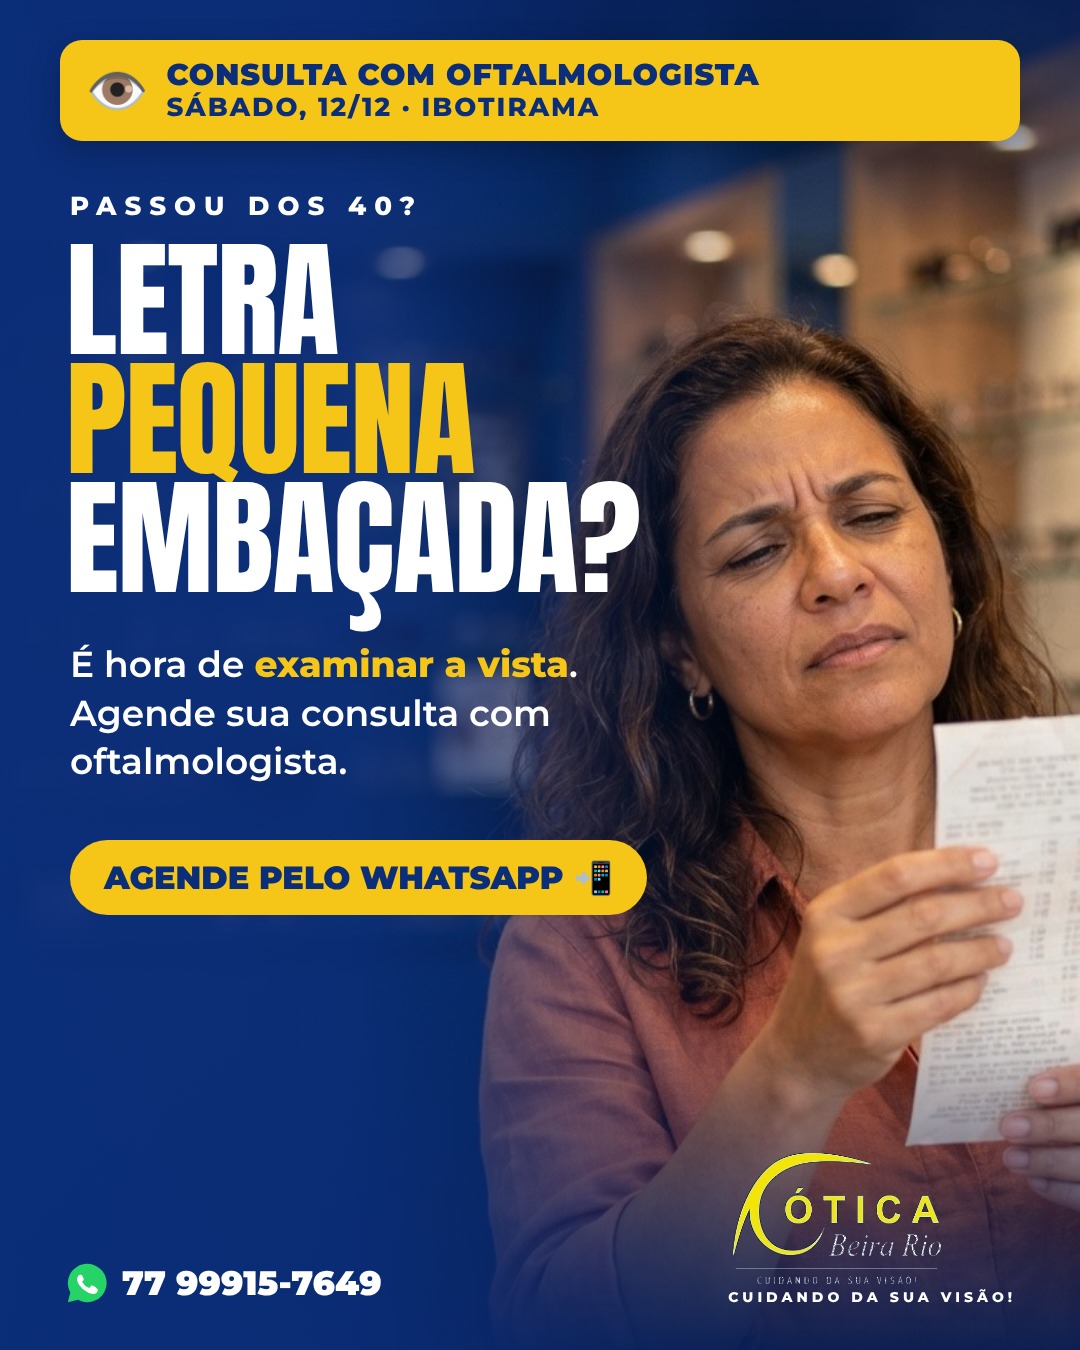 CONSULTA COM OFTALMOLOGISTA
SÁBADO, 12/12 · IBOTIRAMA
PASSOU DOS 40?
LETRA
PEQUENA
EMBAÇADA?
É hora de examinar a vista.
Agende sua consulta com
oftalmologista.
AGENDE PELO WHATSAPP
ÓTICA
Beira Rio
CUIDANDO DA SUA VISÃO!
CUIDANDO DA SUA VISÃO!
77 99915-7649